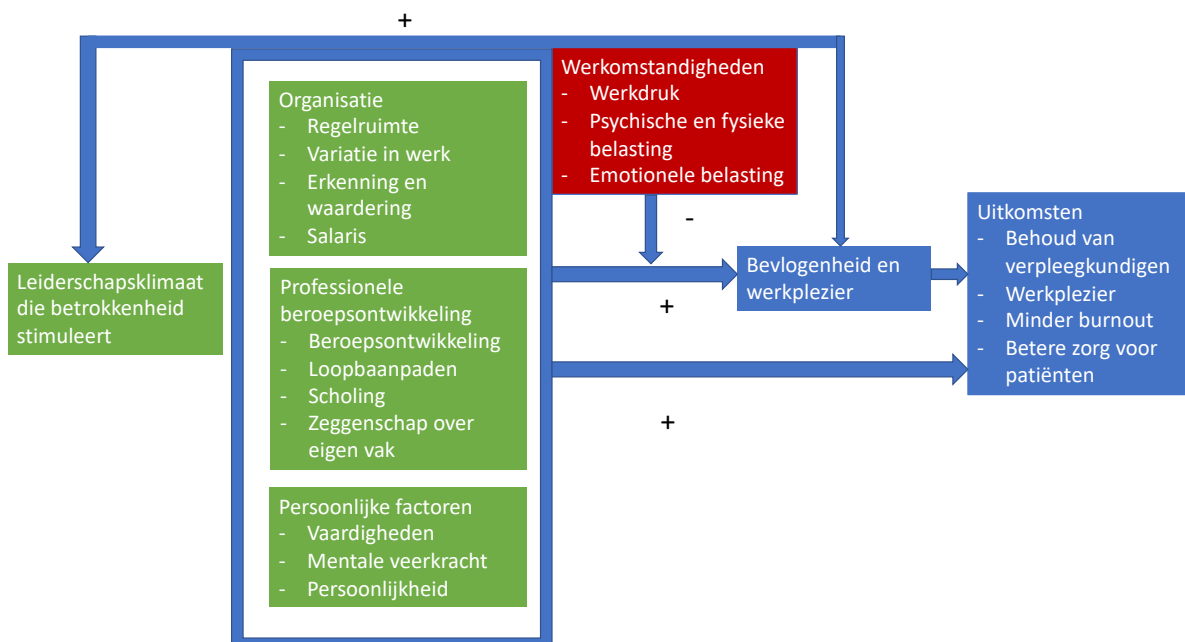 +
Werkomstandigheden
- Werkdruk
- Psychische en fysieke
belasting
- Emotionele belasting
Organisatie
- Regelruimte
- Variatie in werk
- Erkenning en
waardering
- Salaris
-
Uitkomsten
- Behoud van
verpleegkundigen
- Werkplezier
- Minder burnout
- Betere zorg voor
patiënten
Leiderschapsklimaat
die betrokkenheid
stimuleert
Bevlogenheid en
werkplezier
Professionele
beroepsontwikkeling
- Beroepsontwikkeling
- Loopbaanpaden
- Scholing
- Zeggenschap over
eigen vak
+
+
Persoonlijke factoren
- Vaardigheden
- Mentale veerkracht
- Persoonlijkheid